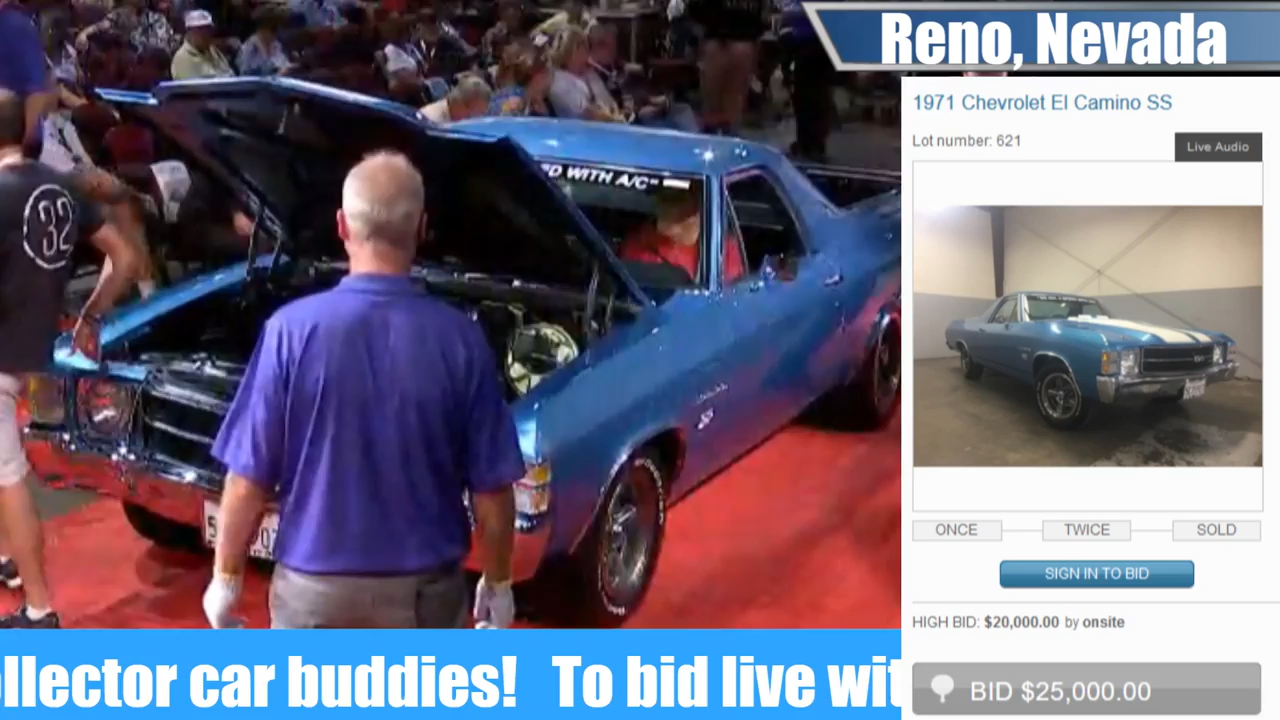 Reno, Nevada
1971 Chevrolet El Camino SS
Lot number: 621
Live Audio
D WITH A/C"
32
SS
ONCE
TWICE
SOLD
SIGN IN TO BID
HIGH BID: $20,000.00 by onsite
BID $25,000.00
ollector car buddies! To bid live wit